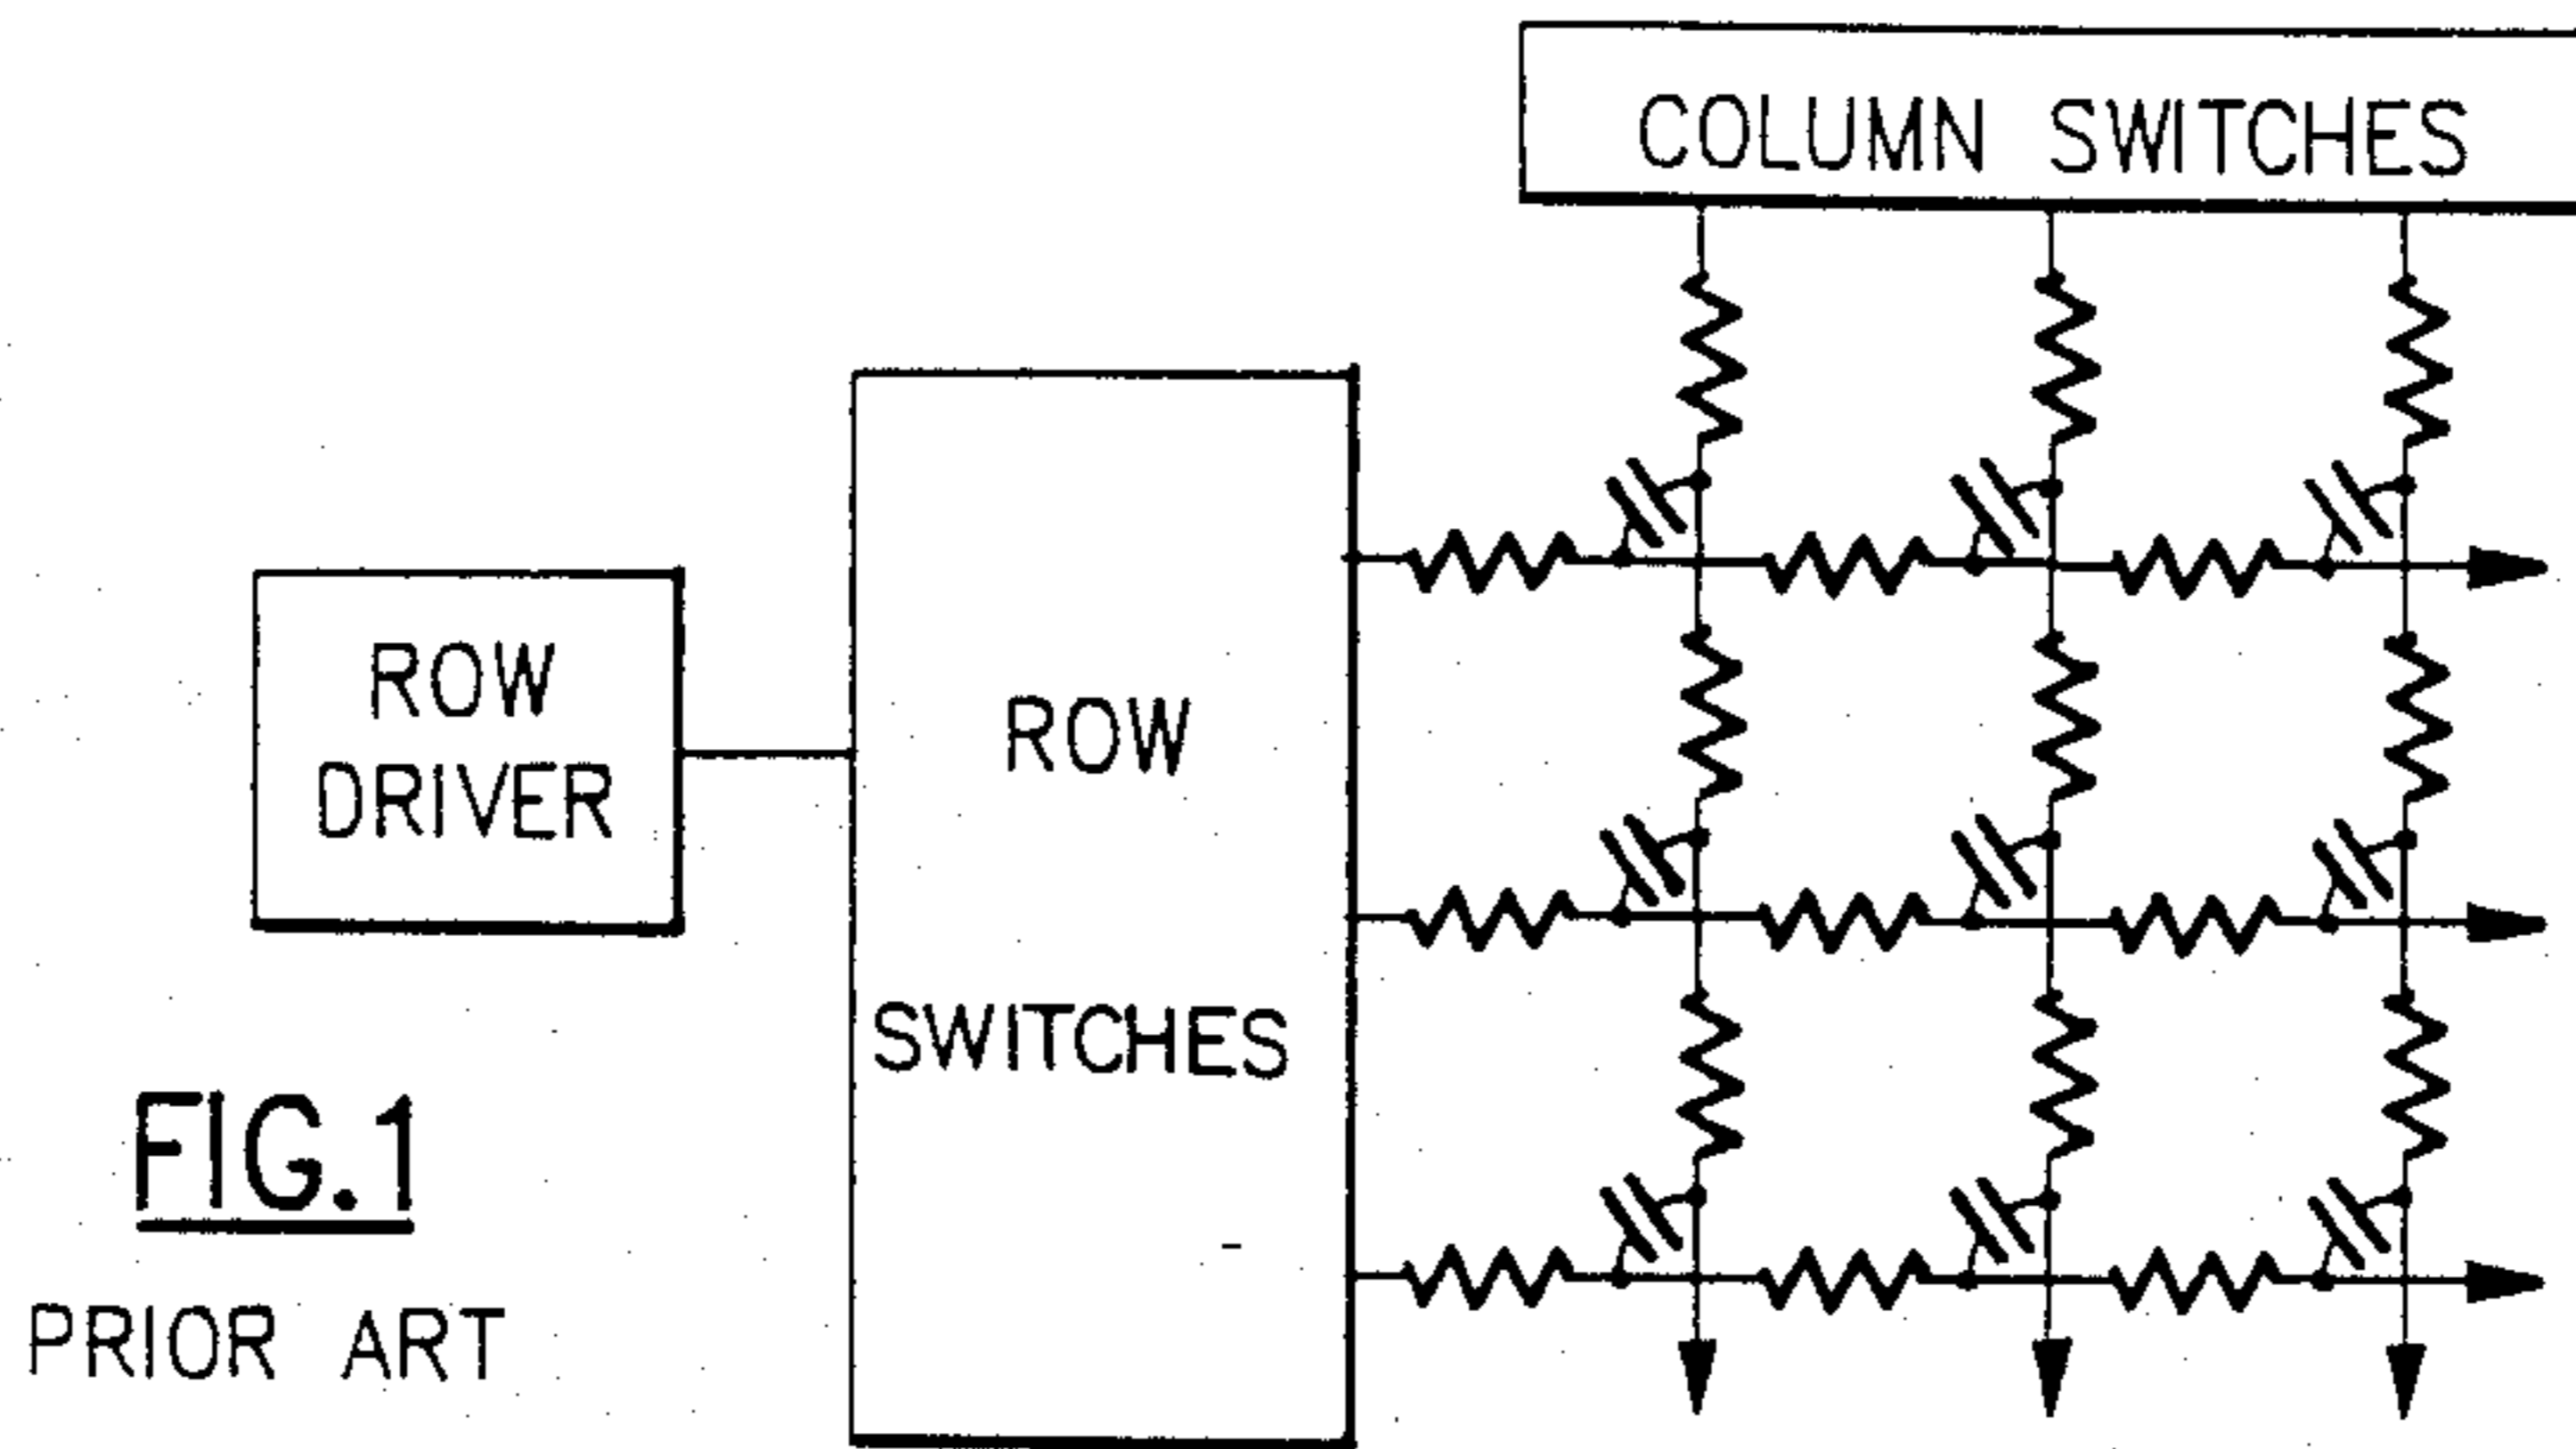 COLUMN SWITCHES
ROW
DRIVER
ROW
SWITCHES
FIG.1
PRIOR ART